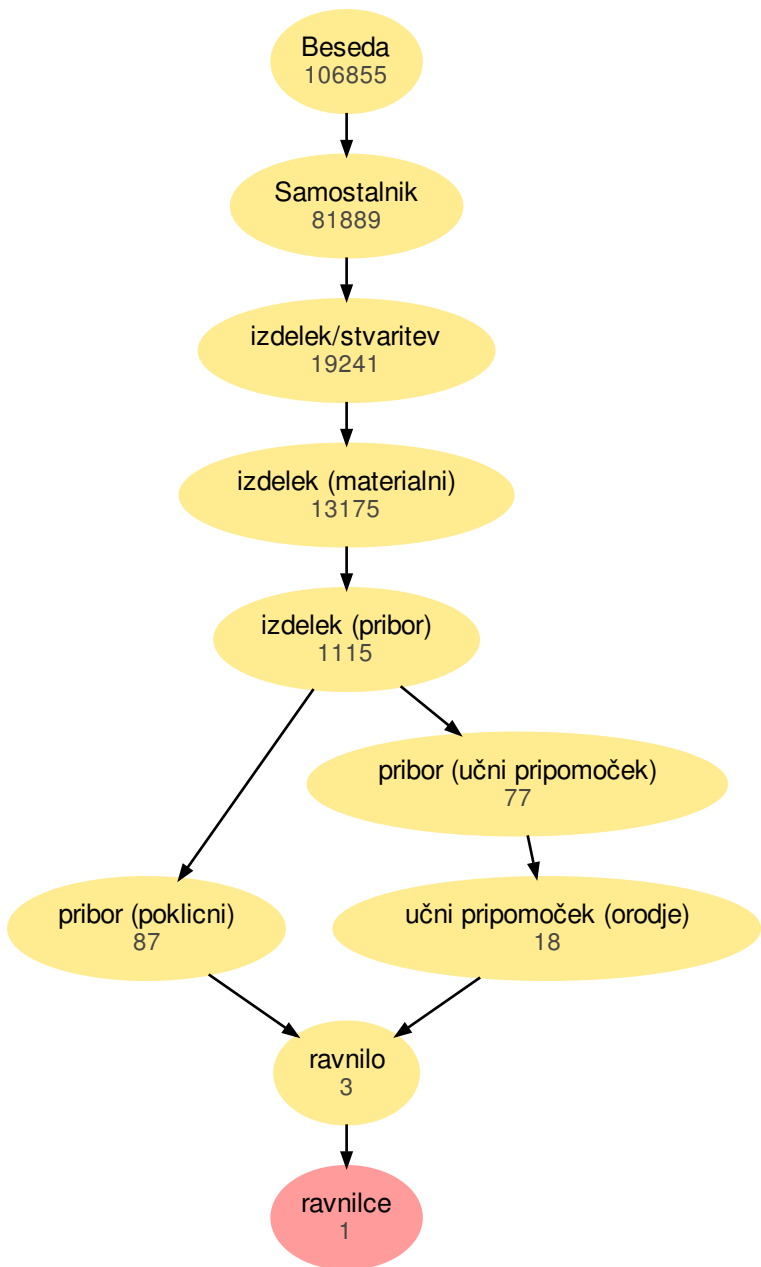 Beseda
106855
Samostalnik
81889
izdelek/stvaritev
19241
izdelek (materialni)
13175
izdelek (pribor)
1115
pribor (učni pripomoček)
77
pribor (poklicni)
87
učni pripomoček (orodje)
18
ravnilo
3
ravnilce
1